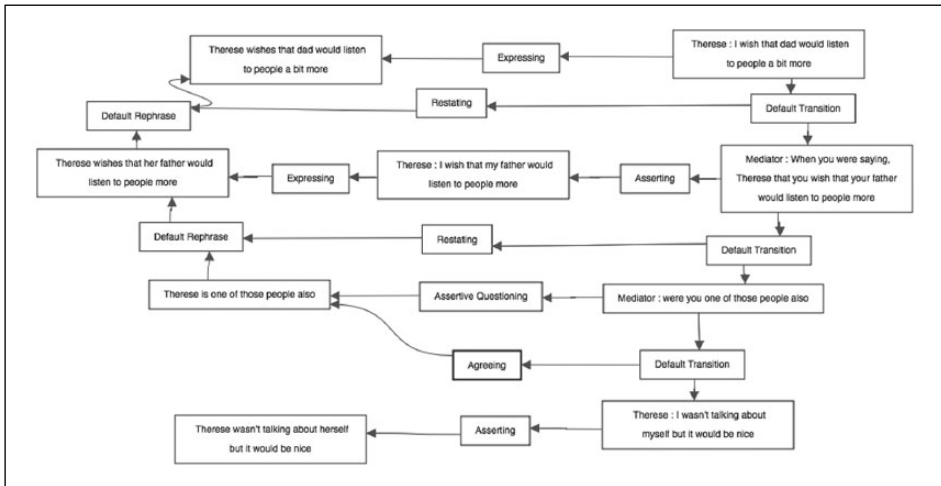 Therese wishes that dad would listen
to people a bit more
Expressing
Therese : I wish that dad would listen
to people a bit more
Default Rephrase
Restating
Default Transition
Therese wishes that her father would
listen to people more
Expressing
Therese : I wish that my father would
listen to people more
Asserting
Mediator : When you were saying,
Therese that you wish that your father
would listen to people more
Default Rephrase
Restating
Default Transition
Therese is one of those people also
Assertive Questioning
Mediator : were you one of those people also
Agreeing
Default Transition
Therese wasn't talking about herself
but it would be nice
Asserting
Therese : I wasn't talking about
myself but it would be nice